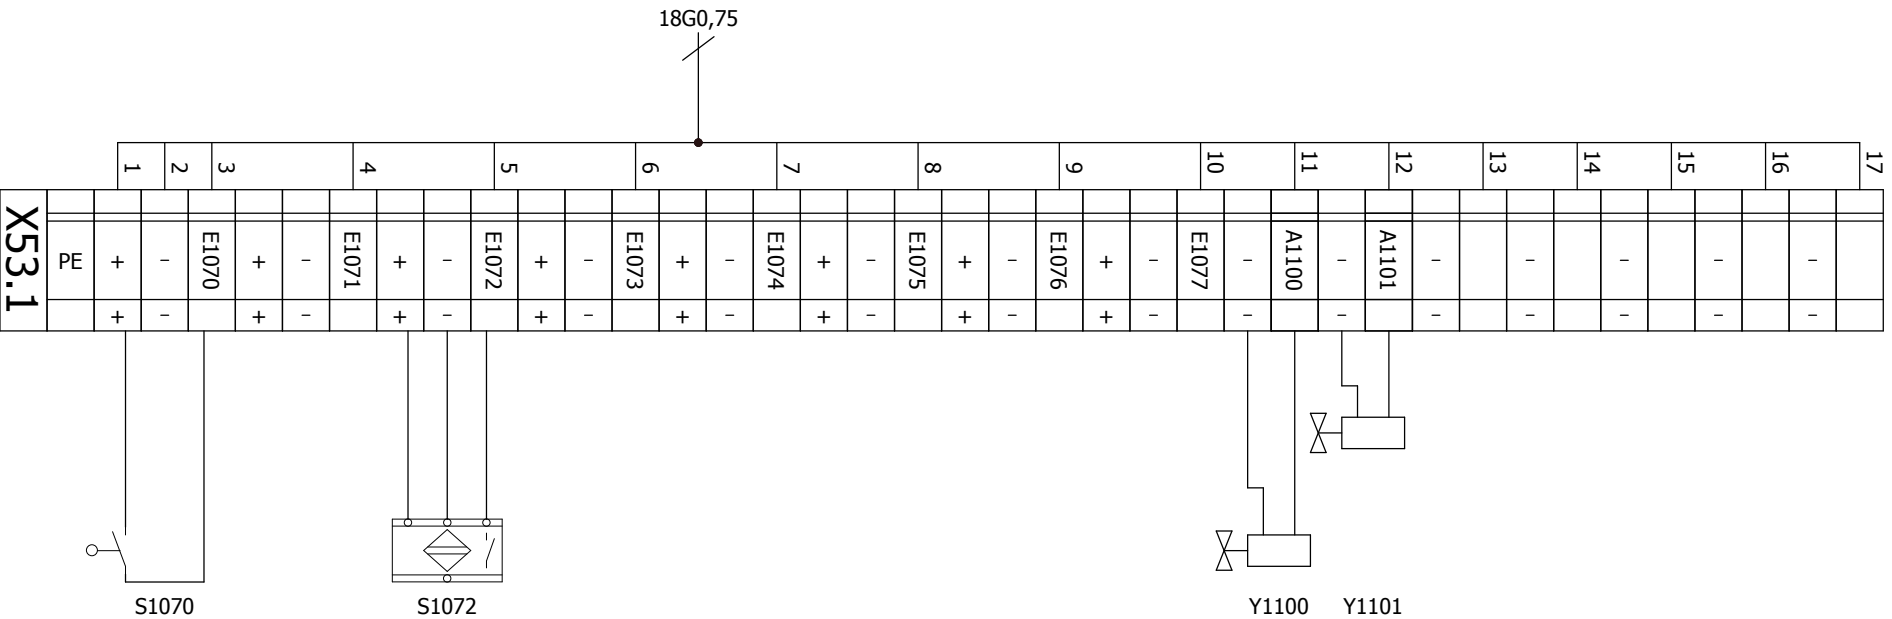 18G0,75
1 2 3 4 5 6 7 8 9 10 11 12 13 14 15 16 17
X53.1 PE + - E1070 + - E1071 + - E1072 + - E1073 + - E1074 + - E1075 + - E1076 + - E1077 - A1100 - A1101 - - - - -
+ - + - + - + - + - + - + - + - - - - - - - -
S1070 S1072 Y1100 Y1101